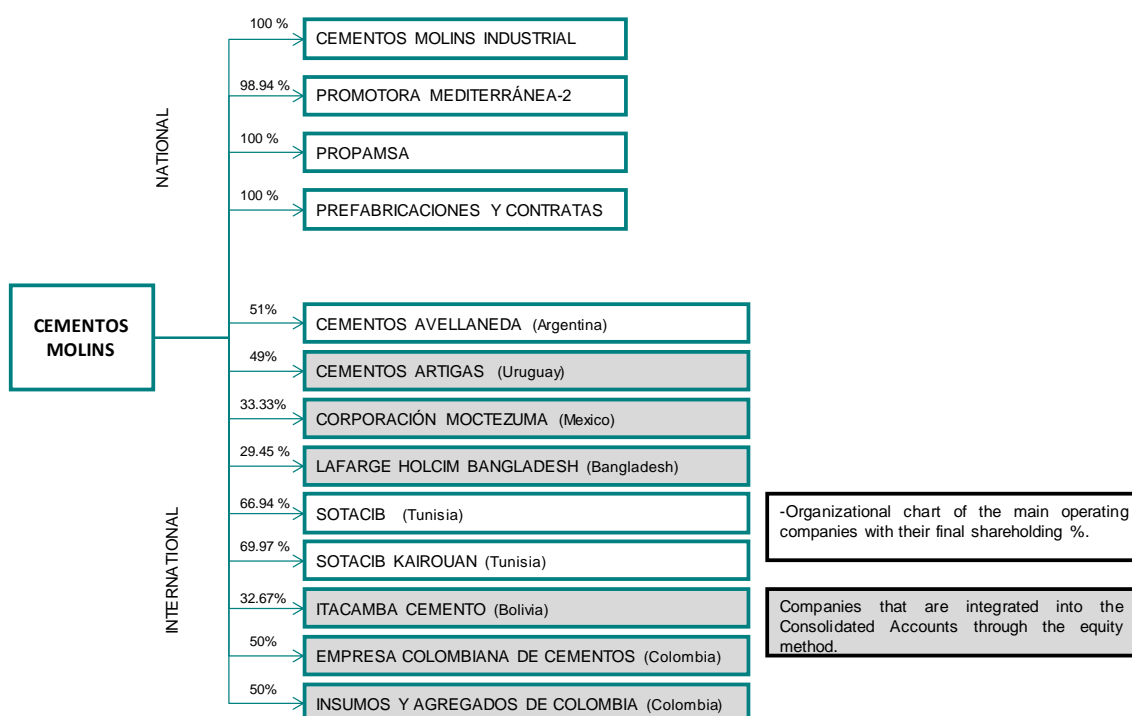 100 %
CEMENTOS MOLINS INDUSTRIAL
98.94 %
PROMOTORA MEDITERRÁNEA-2
NATIONAL
100 %
PROPAMSA
100 %
PREFABRICACIONES Y CONTRATAS
CEMENTOS
MOLINS
51%
CEMENTOS AVELLANEDA (Argentina)
49%
CEMENTOS ARTIGAS (Uruguay)
33.33%
CORPORACIÓN MOCTEZUMA (Mexico)
29.45 %
LAFARGE HOLCIM BANGLADESH (Bangladesh)
66.94 %
SOTACIB (Tunisia)
INTERNATIONAL
69.97 %
SOTACIB KAIROUAN (Tunisia)
32.67%
ITACAMBA CEMENTO (Bolivia)
50%
EMPRESA COLOMBIANA DE CEMENTOS (Colombia)
50%
INSUMOS Y AGREGADOS DE COLOMBIA (Colombia)
-Organizational chart of the main operating
companies with their final shareholding %.
Companies that are integrated into the
Consolidated Accounts through the equity
method.